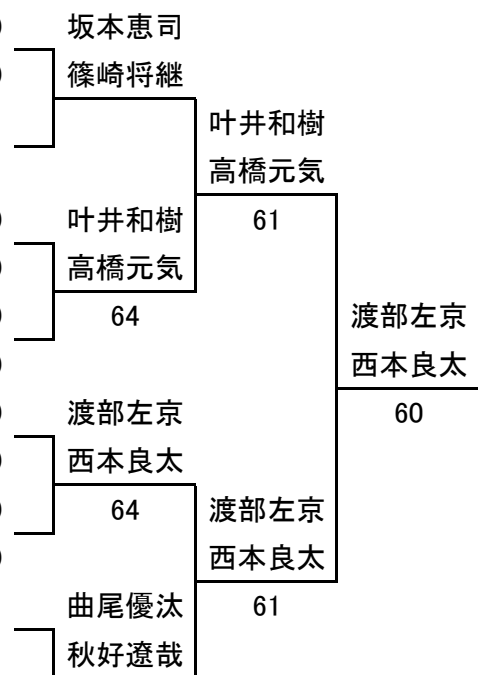 坂本恵司
篠崎将継
叶井和樹
高橋元気
61
叶井和樹
高橋元気
64
渡部左京
西本良太
60
渡部左京
西本良太
64
渡部左京
西本良太
61
曲尾優汰
秋好遼哉